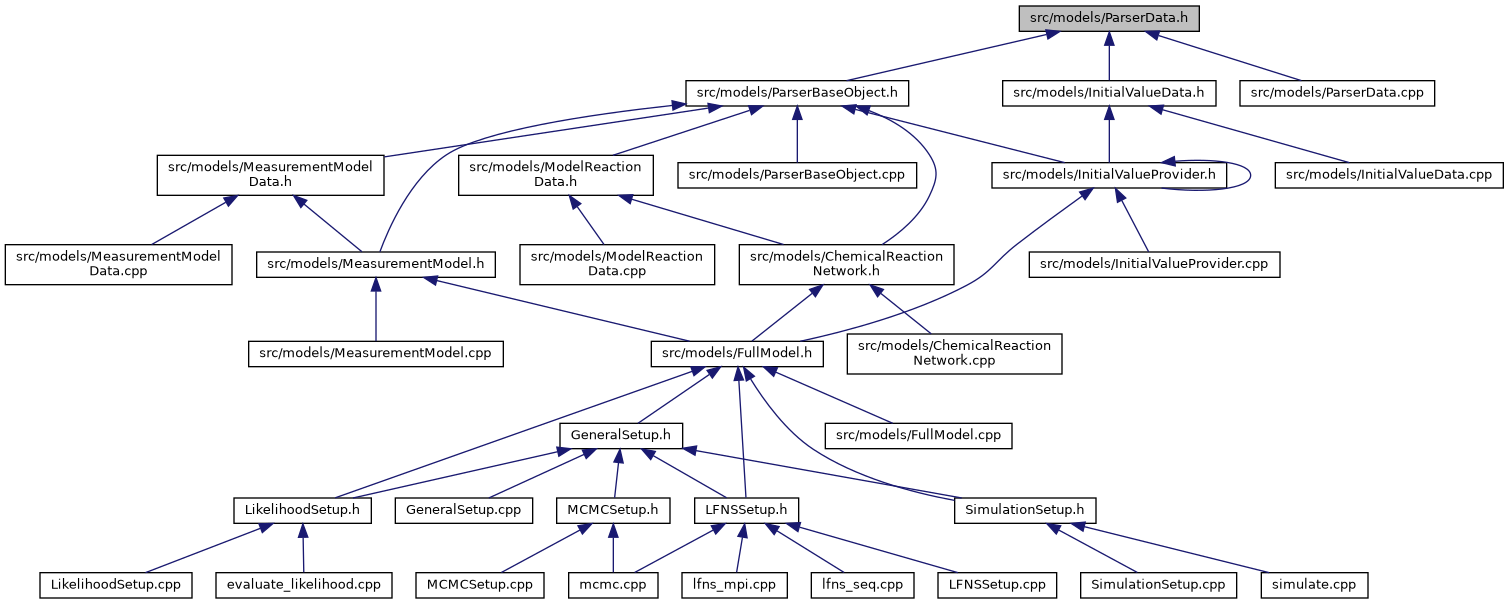 src/models/ParserData.h
src/models/ParserBaseObject.h
src/models/InitialValueData.h
src/models/ParserData.cpp
src/models/MeasurementModel
Data.h
src/models/ModelReaction
Data.h
src/models/ParserBaseObject.cpp
src/models/InitialValueProvider.h
src/models/InitialValueData.cpp
src/models/MeasurementModel
Data.cpp
src/models/MeasurementModel.h
src/models/ModelReaction
Data.cpp
src/models/ChemicalReaction
Network.h
src/models/InitialValueProvider.cpp
src/models/MeasurementModel.cpp
src/models/FullModel.h
src/models/ChemicalReaction
Network.cpp
GeneralSetup.h
src/models/FullModel.cpp
LikelihoodSetup.h
GeneralSetup.cpp
MCMCSetup.h
LFNSSetup.h
SimulationSetup.h
LikelihoodSetup.cpp
evaluate_likelihood.cpp
MCMCSetup.cpp
mcmc.cpp
lfns_mpi.cpp
lfns_seq.cpp
LFNSSetup.cpp
SimulationSetup.cpp
simulate.cpp